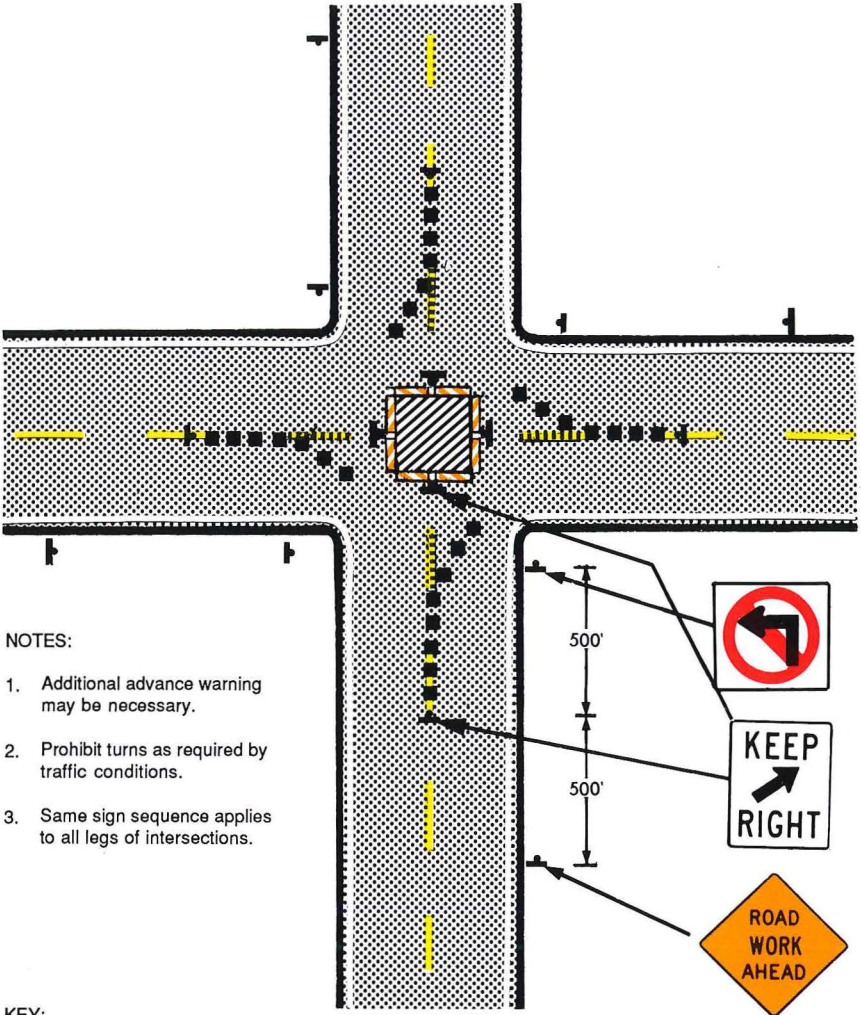 500'
KEEP
RIGHT
500'
ROAD
WORK
AHEAD
NOTES:
1. Additional advance warning
may be necessary.
2. Prohibit turns as required by
traffic conditions.
3. Same sign sequence applies
to all legs of intersections.
KEY: